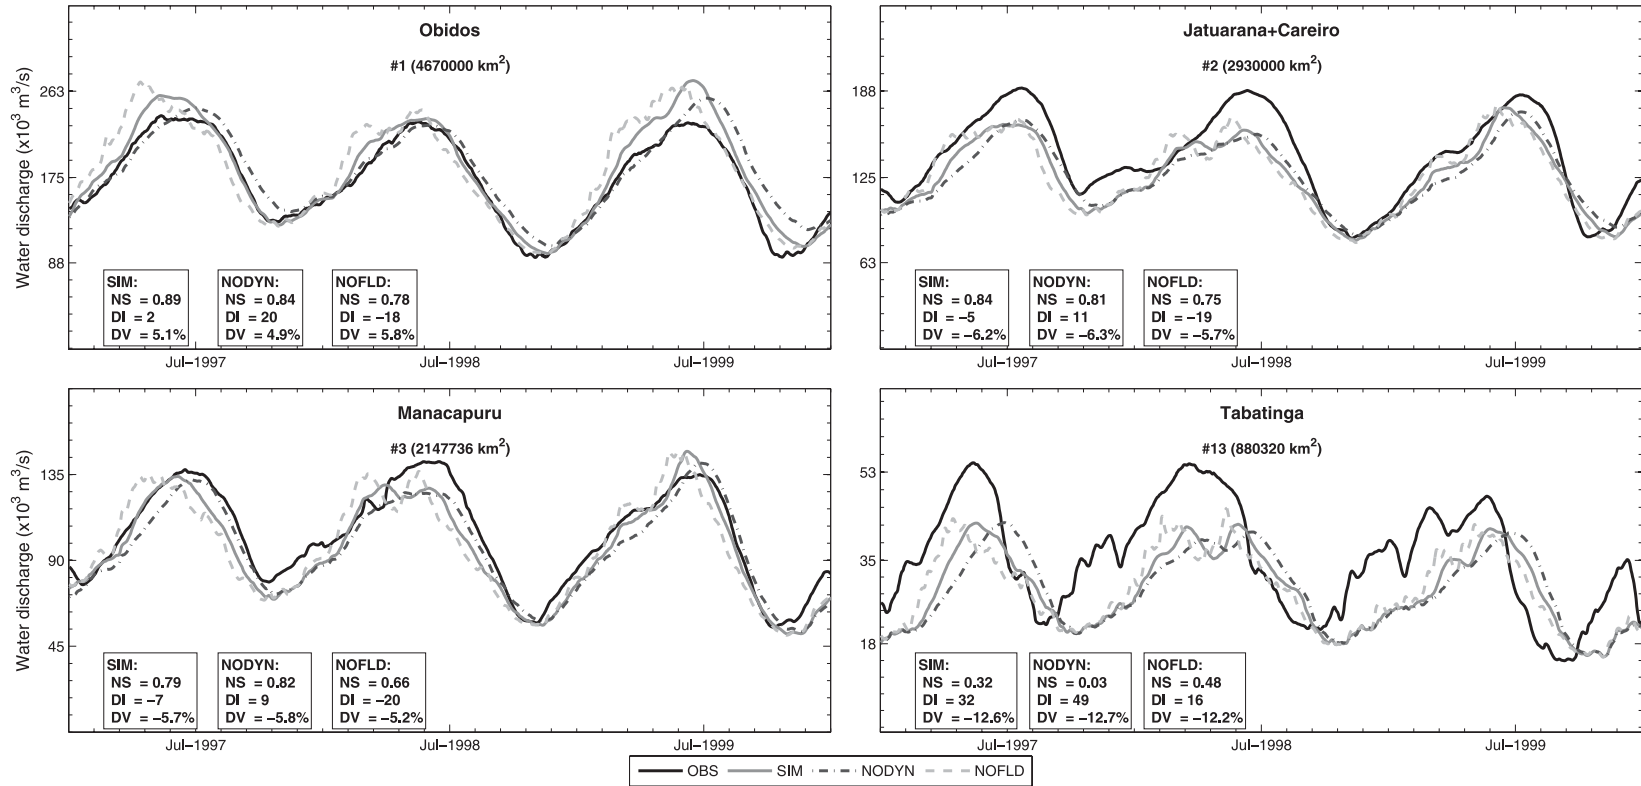 Obidos
#1 (4670000 km²)
Water discharge (x10³ m³/s)
263
175
88
SIM:
NS = 0.89
DI = 2
DV = 5.1%
NODYN:
NS = 0.84
DI = 20
DV = 4.9%
NOFLD:
NS = 0.78
DI = −18
DV = 5.8%
Jul−1997
Jul−1998
Jul−1999
Jatuarana+Careiro
#2 (2930000 km²)
188
125
63
SIM:
NS = 0.84
DI = −5
DV = −6.2%
NODYN:
NS = 0.81
DI = 11
DV = −6.3%
NOFLD:
NS = 0.75
DI = −19
DV = −5.7%
Jul−1997
Jul−1998
Jul−1999
Manacapuru
#3 (2147736 km²)
Water discharge (x10³ m³/s)
135
90
45
SIM:
NS = 0.79
DI = −7
DV = −5.7%
NODYN:
NS = 0.82
DI = 9
DV = −5.8%
NOFLD:
NS = 0.66
DI = −20
DV = −5.2%
Jul−1997
Jul−1998
Jul−1999
Tabatinga
#13 (880320 km²)
53
35
18
SIM:
NS = 0.32
DI = 32
DV = −12.6%
NODYN:
NS = 0.03
DI = 49
DV = −12.7%
NOFLD:
NS = 0.48
DI = 16
DV = −12.2%
Jul−1997
Jul−1998
Jul−1999
OBS SIM NODYN NOFLD